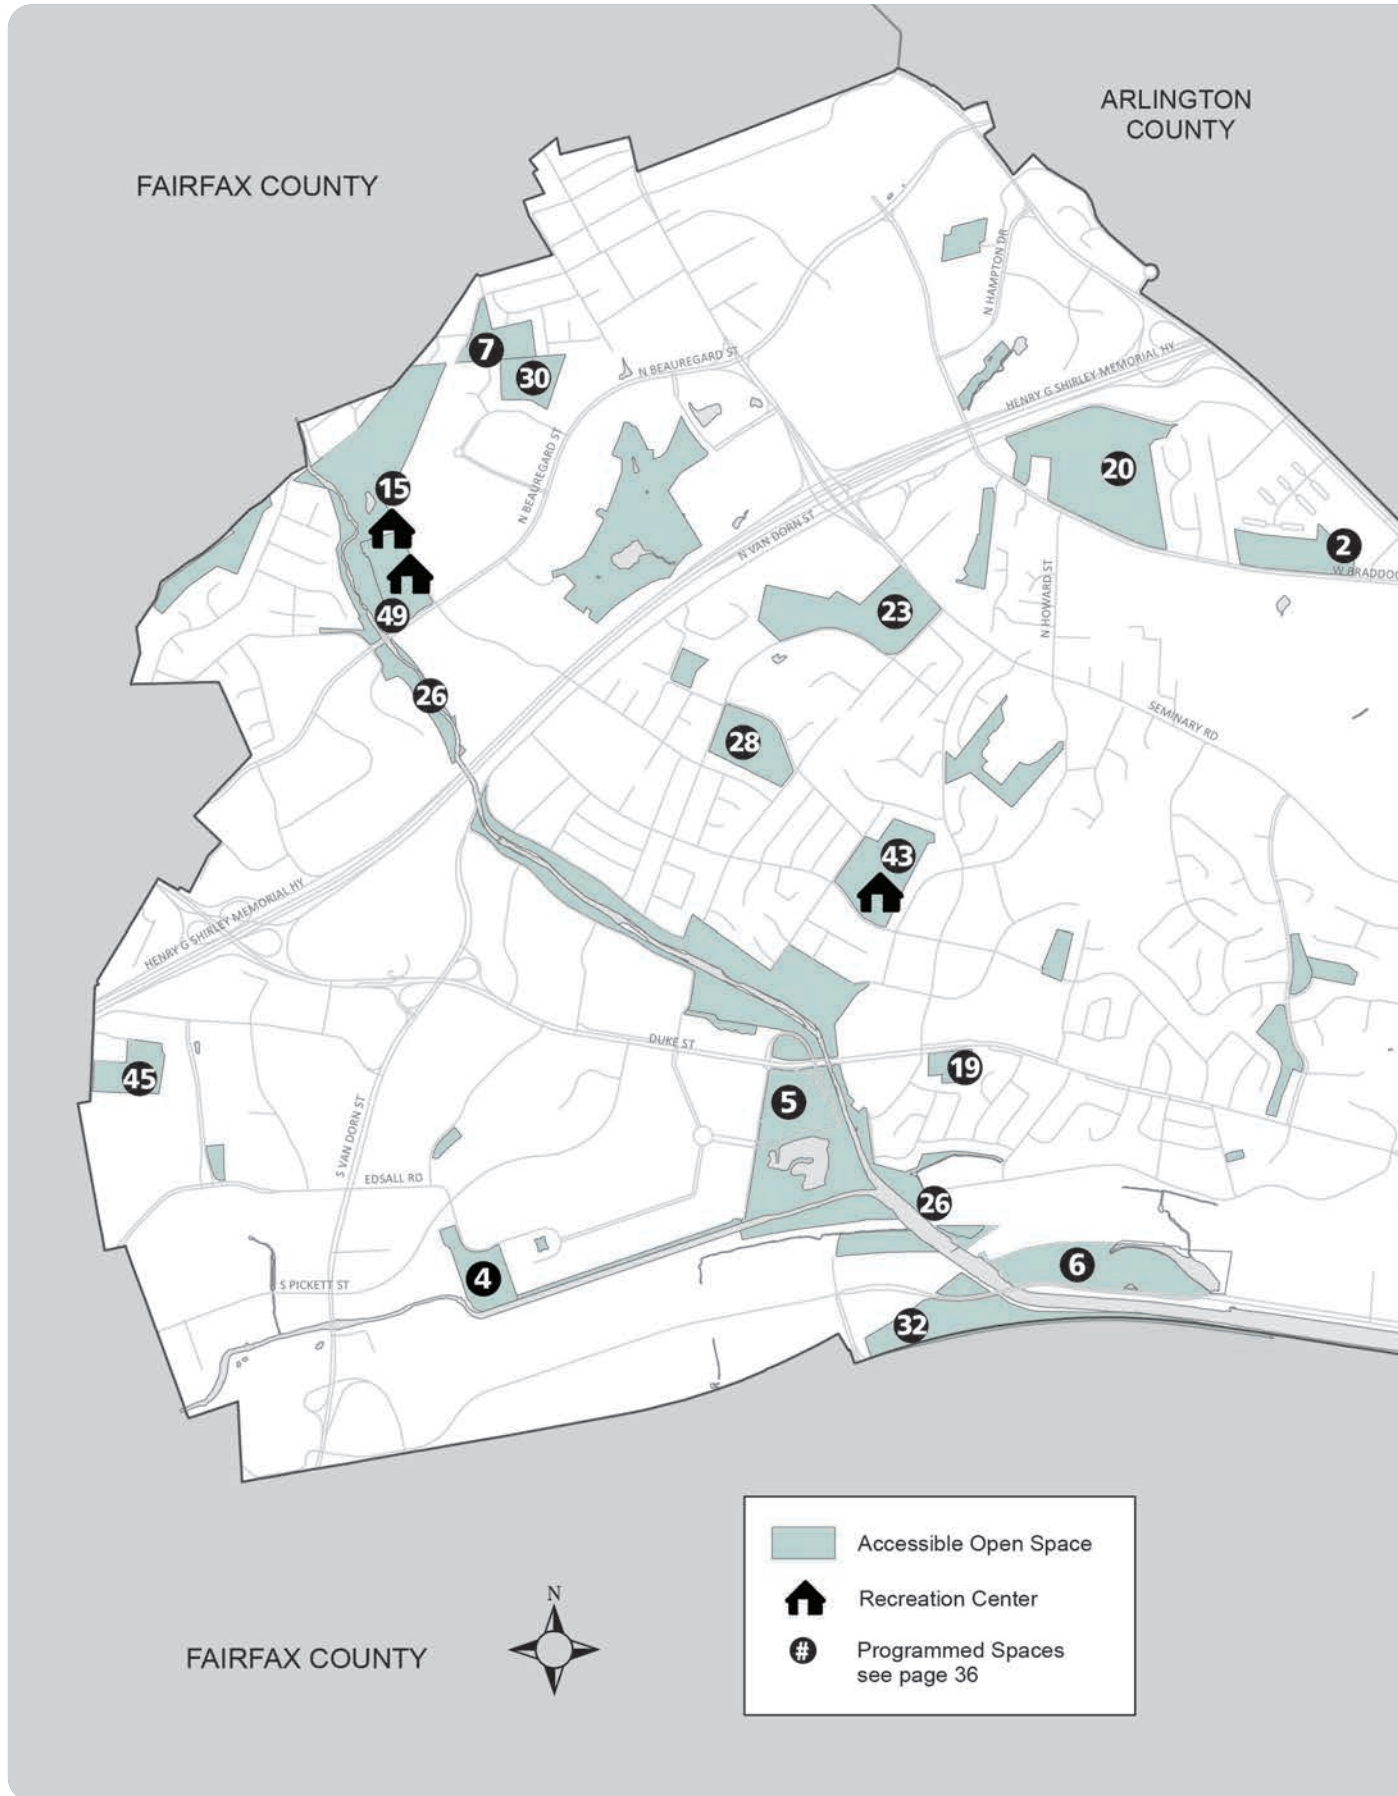 ARLINGTON
COUNTY
FAIRFAX COUNTY
N HAMPTON DR
7
N BEAUREGARD ST
HENRY G SHIRLEY MEMORIAL HY
30
20
N BEAUREGARD ST
15
N VAN DORN ST
2
W BRADDOC
23
49
N HOWARD ST
26
SEMINARY RD
28
43
HENRY G SHIRLEY MEMORIAL HY
DUKE ST
19
45
5
S VAN DORN ST
EDSALL RD
26
6
4
S PICKETT ST
32
Accessible Open Space
Recreation Center
# Programmed Spaces
see page 36
N
FAIRFAX COUNTY